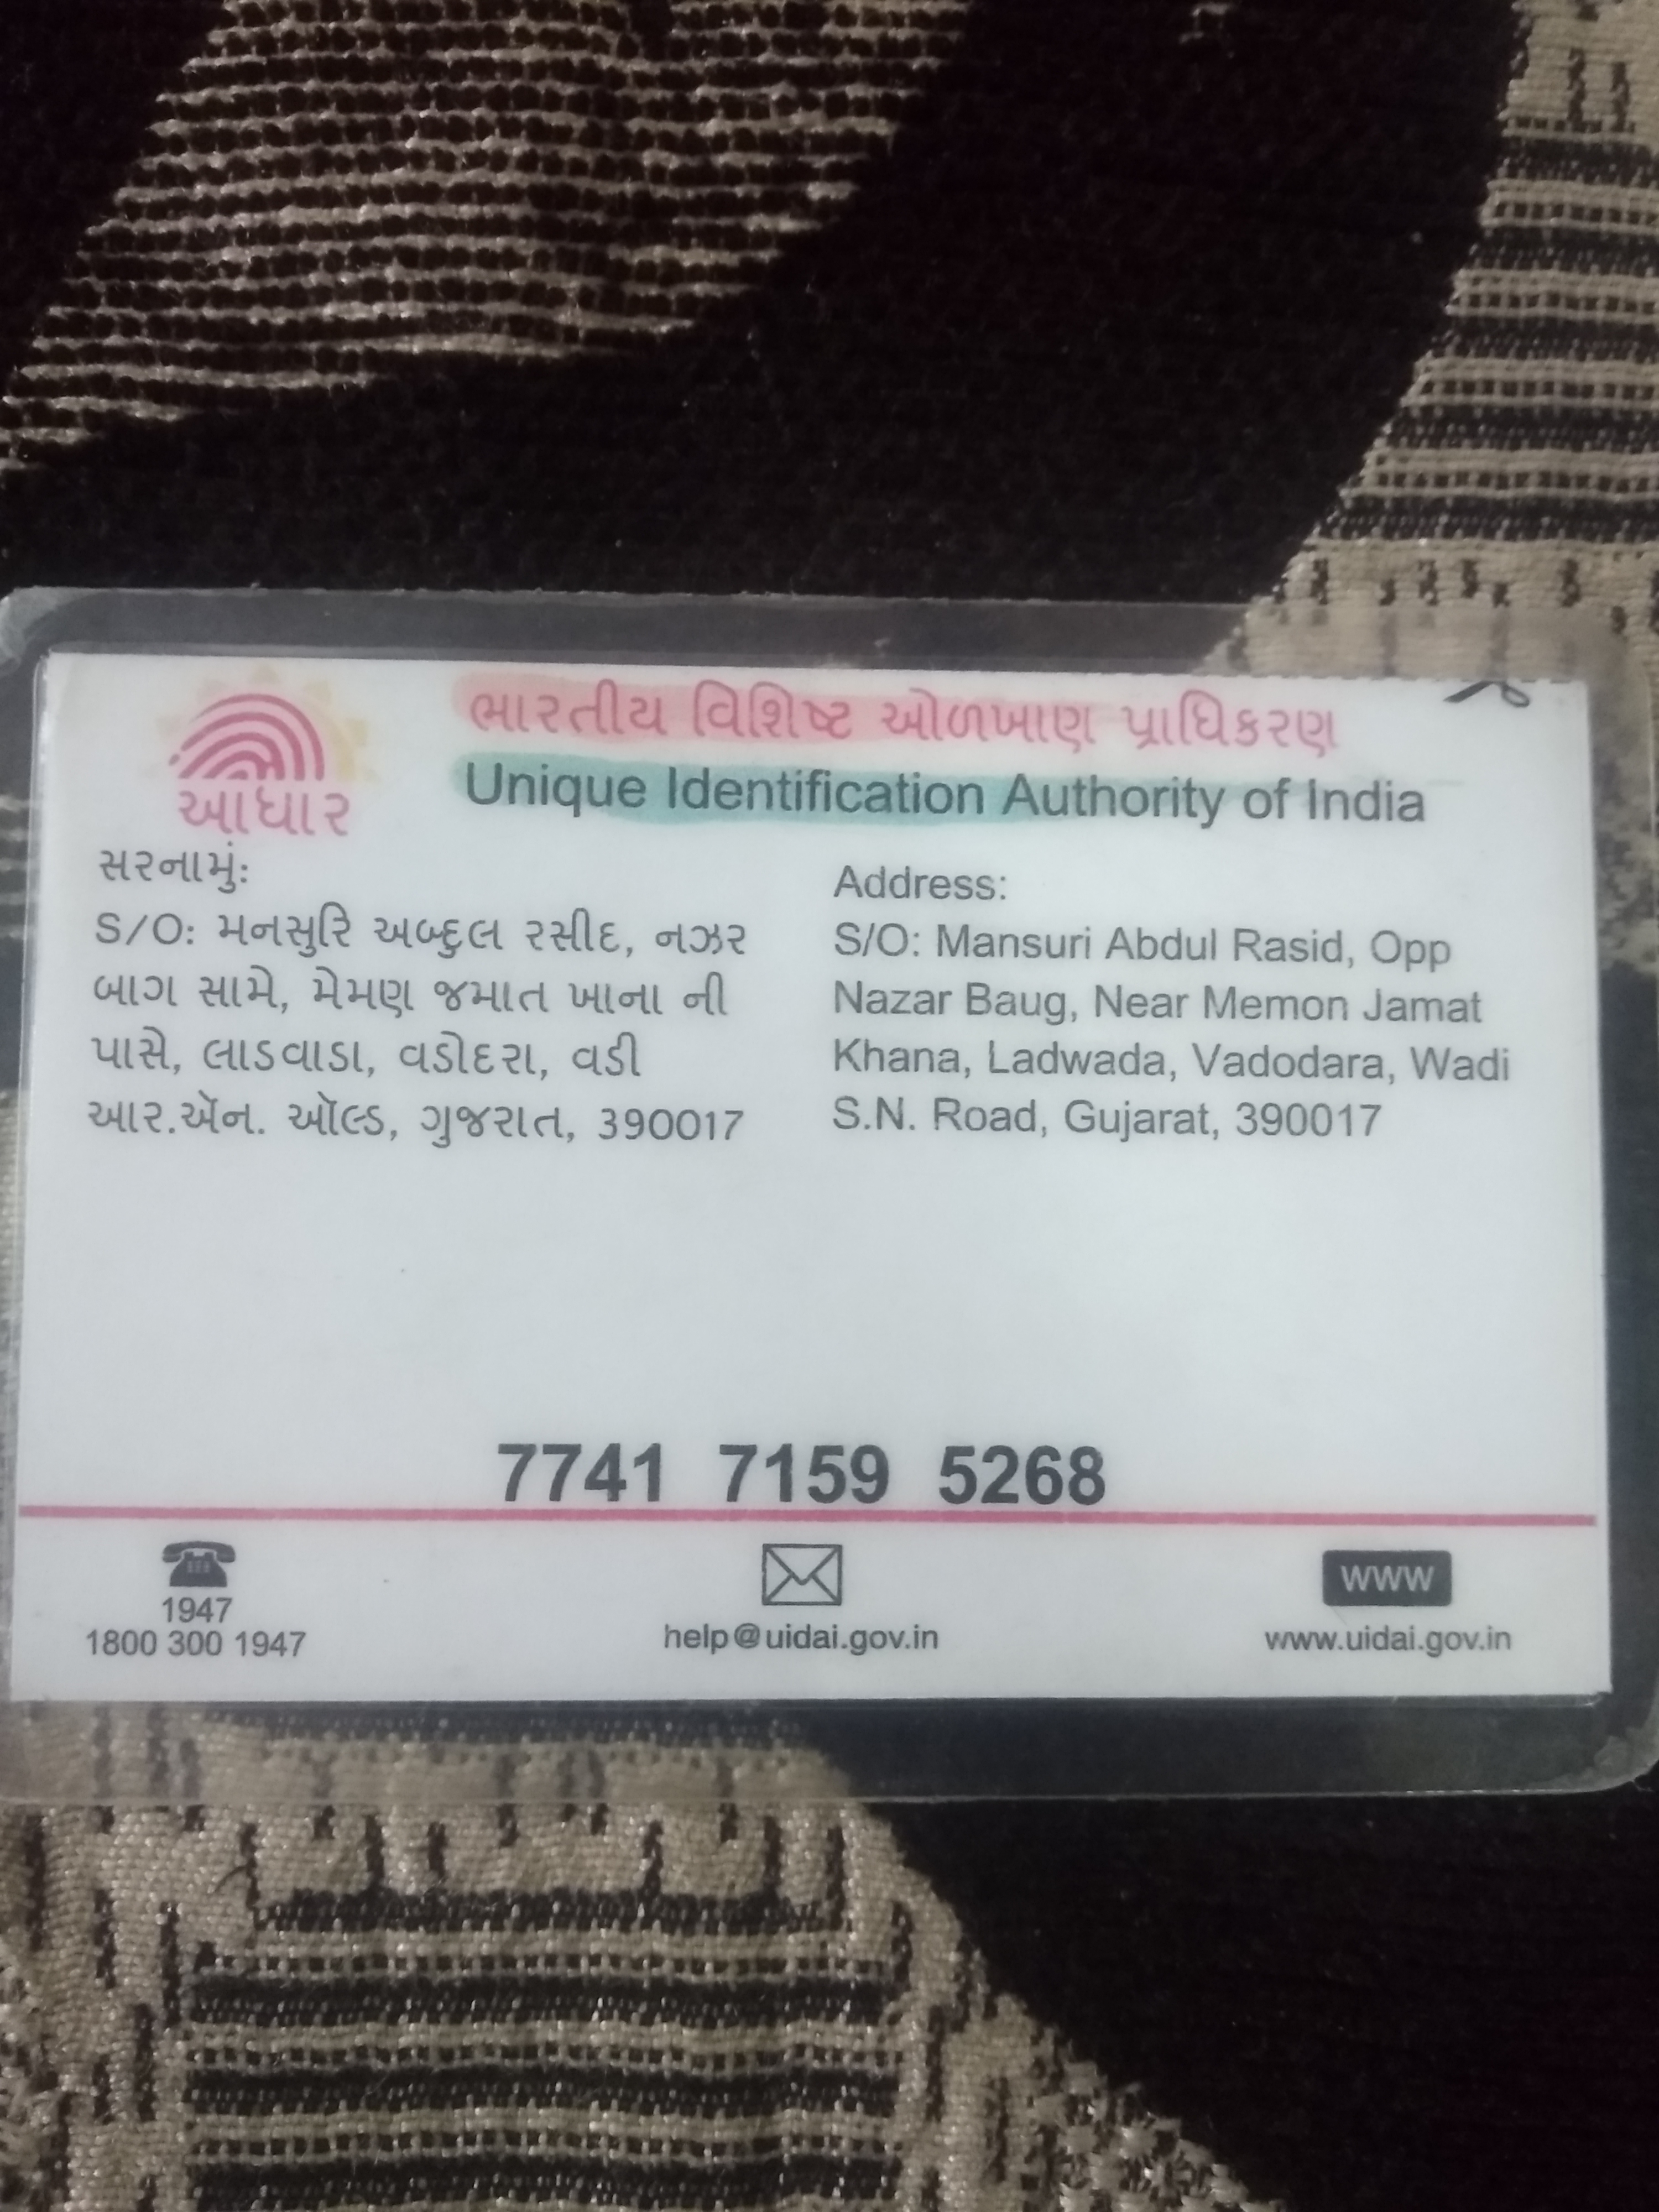 ભારતીય વિશિષ્ટ ઓળખાણ પ્રાધિકરણ
Unique Identification Authority of India
આધાર
સરનામું:
S/O: મનસુરિ અબ્દુલ રસીદ, નઝર
બાગ સામે, મેમણ જમાત ખાના ની
પાસે, લાડવાડા, વડોદરા, વડી
આર.એન. ઓલ્ડ, ગુજરાત, 390017
Address:
S/O: Mansuri Abdul Rasid, Opp
Nazar Baug, Near Memon Jamat
Khana, Ladwada, Vadodara, Wadi
S.N. Road, Gujarat, 390017
7741 7159 5268
1947
1800 300 1947
help@uidai.gov.in
www
www.uidai.gov.in